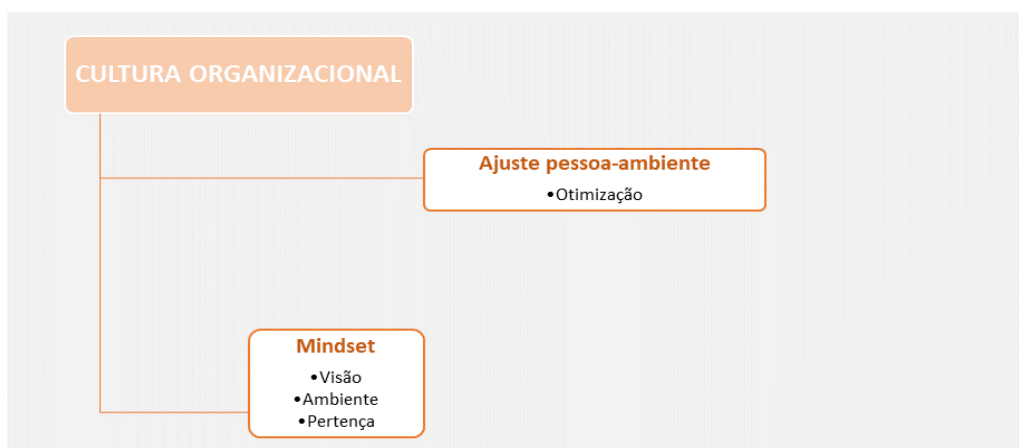 CULTURA ORGANIZACIONAL
Ajuste pessoa-ambiente
•Otimização
Mindset
•Visão
•Ambiente
•Pertença